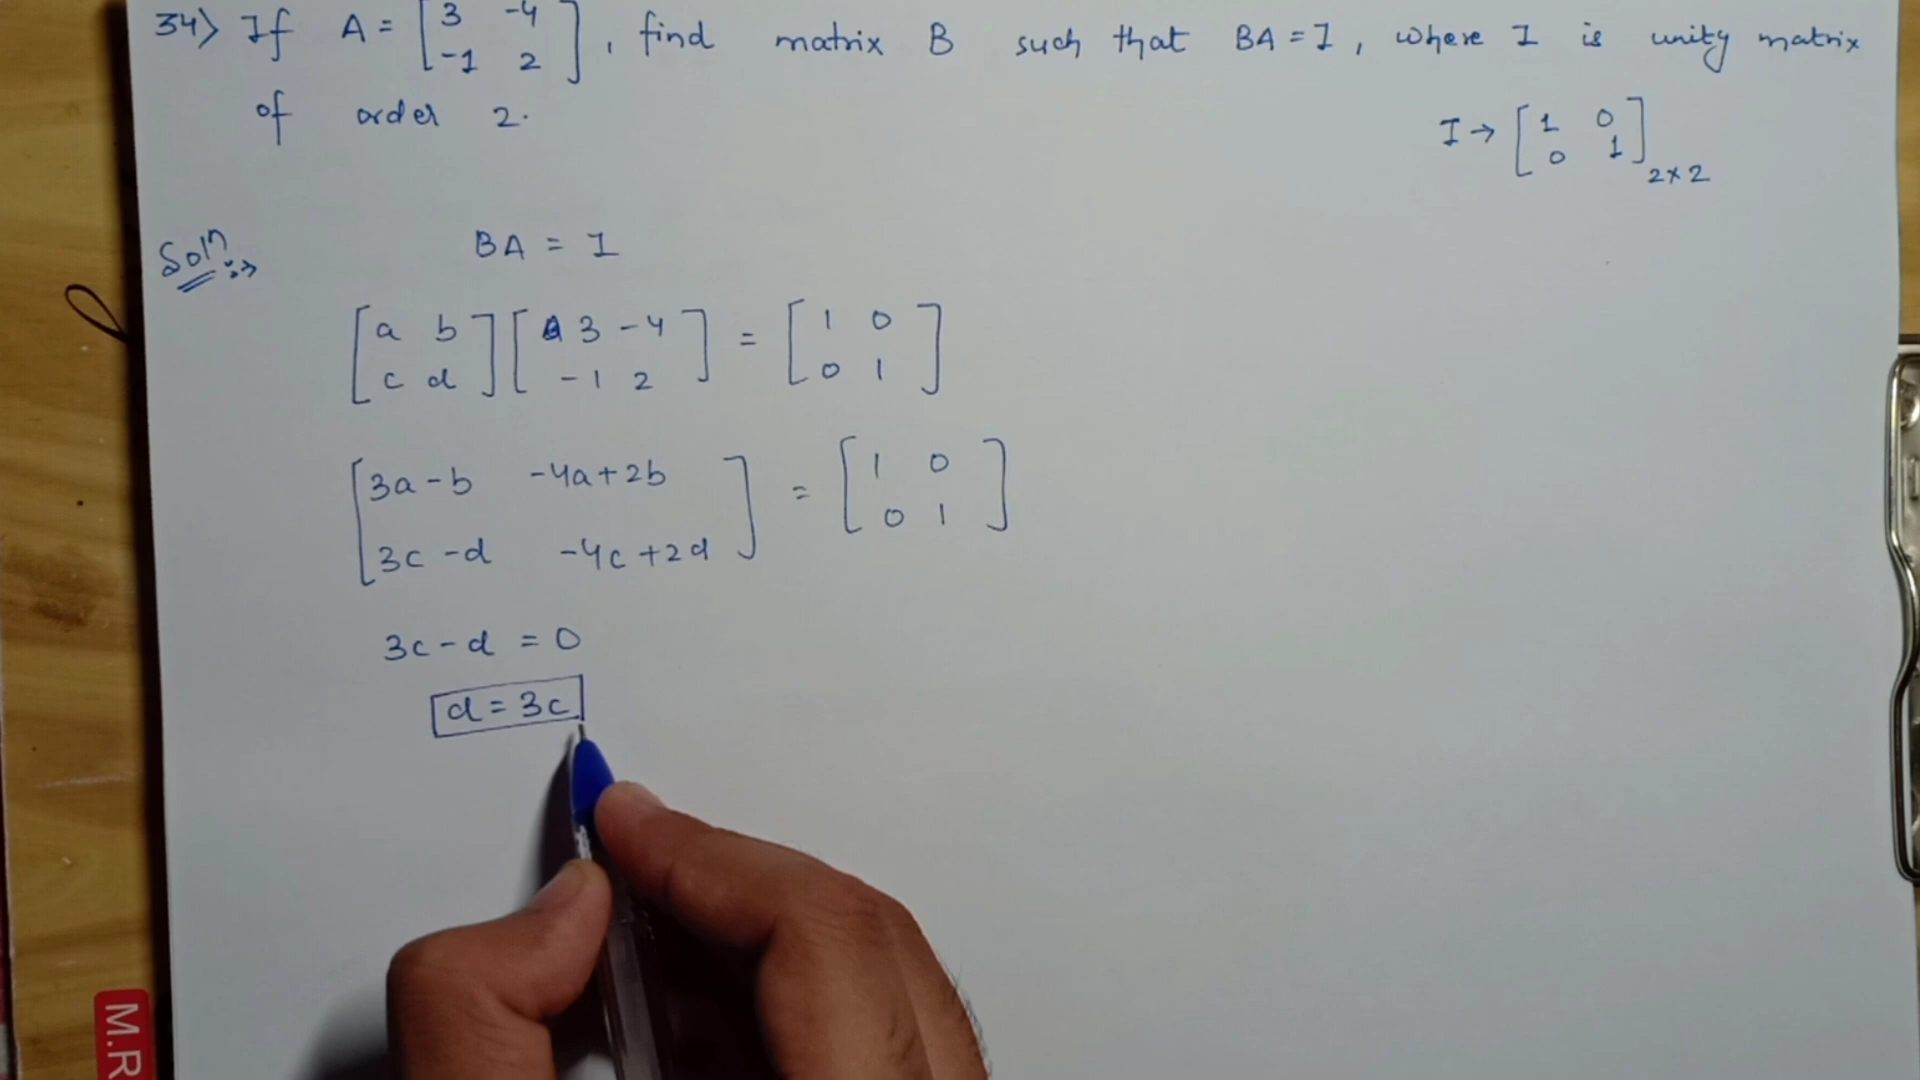 34) If A = [3 -4
-1 2], find matrix B such that BA = I, where I is unity matrix
of order 2.
I → [1 0
0 1] 2×2
Soln :→ BA = I
[a b] [3 -4] = [1 0]
[c d] [-1 2] [0 1]
[3a - b -4a + 2b] = [1 0]
[3c - d -4c + 2d] [0 1]
3c - d = 0
d = 3c
M.R